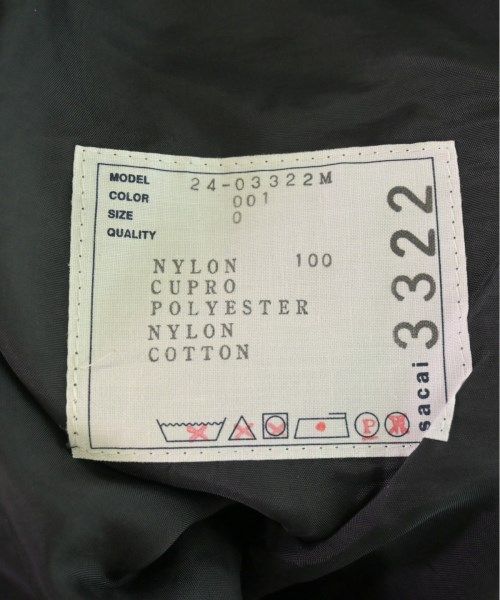 MODEL 24-03322M
COLOR 001
SIZE 0
QUALITY
NYLON 100
CUPRO
POLYESTER
NYLON
COTTON
P
sacai 3322